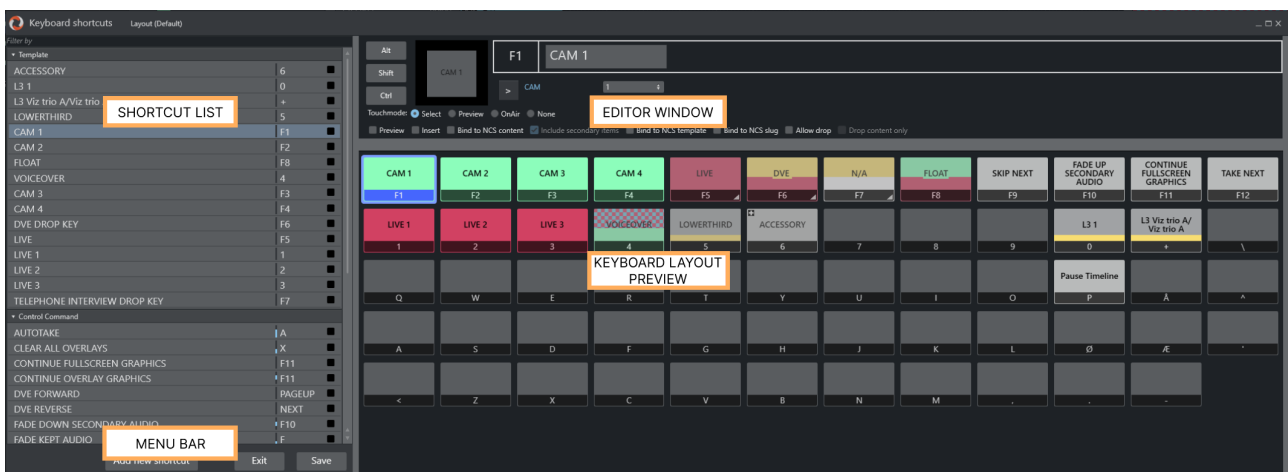 Keyboard shortcuts Layout (Default)
Filter by
Template
ACCESSORY 6
L3 1 0
L3 Viz trio A/Viz trio +
SHORTCUT LIST
LOWERTHIRD 5
CAM 1 F1
CAM 2 F2
FLOAT F8
VOICEOVER 4
CAM 3 F3
CAM 4 F4
DVE DROP KEY F6
LIVE F5
LIVE 1 1
LIVE 2 2
LIVE 3 3
TELEPHONE INTERVIEW DROP KEY F7
Control Command
AUTOTAKE A
CLEAR ALL OVERLAYS X
CONTINUE FULLSCREEN GRAPHICS F11
CONTINUE OVERLAY GRAPHICS F11
DVE FORWARD PAGEUP
DVE REVERSE NEXT
FADE DOWN SECONDARY AUDIO F10
FADE KEPT AUDIO F
MENU BAR
Add new shortcut Exit Save
Alt
Shift
Ctrl
CAM 1
F1 CAM 1
> CAM 1
Touchmode: Select Preview OnAir None
EDITOR WINDOW
Preview Insert Bind to NCS content Include secondary items Bind to NCS template Bind to NCS slug Allow drop Drop content only
CAM 1 CAM 2 CAM 3 CAM 4 LIVE DVE N/A FLOAT SKIP NEXT FADE UP SECONDARY AUDIO CONTINUE FULLSCREEN GRAPHICS TAKE NEXT
F1 F2 F3 F4 F5 F6 F7 F8 F9 F10 F11 F12
LIVE 1 LIVE 2 LIVE 3 VOICEOVER LOWERTHIRD ACCESSORY L3 1 L3 Viz trio A/ Viz trio A
1 2 3 4 5 6 7 8 9 0 + \
KEYBOARD LAYOUT
PREVIEW
Pause Timeline
Q W E R T Y U I O P Å ^
A S D F G H J K L Ø Æ '
< Z X C V B N M , . -